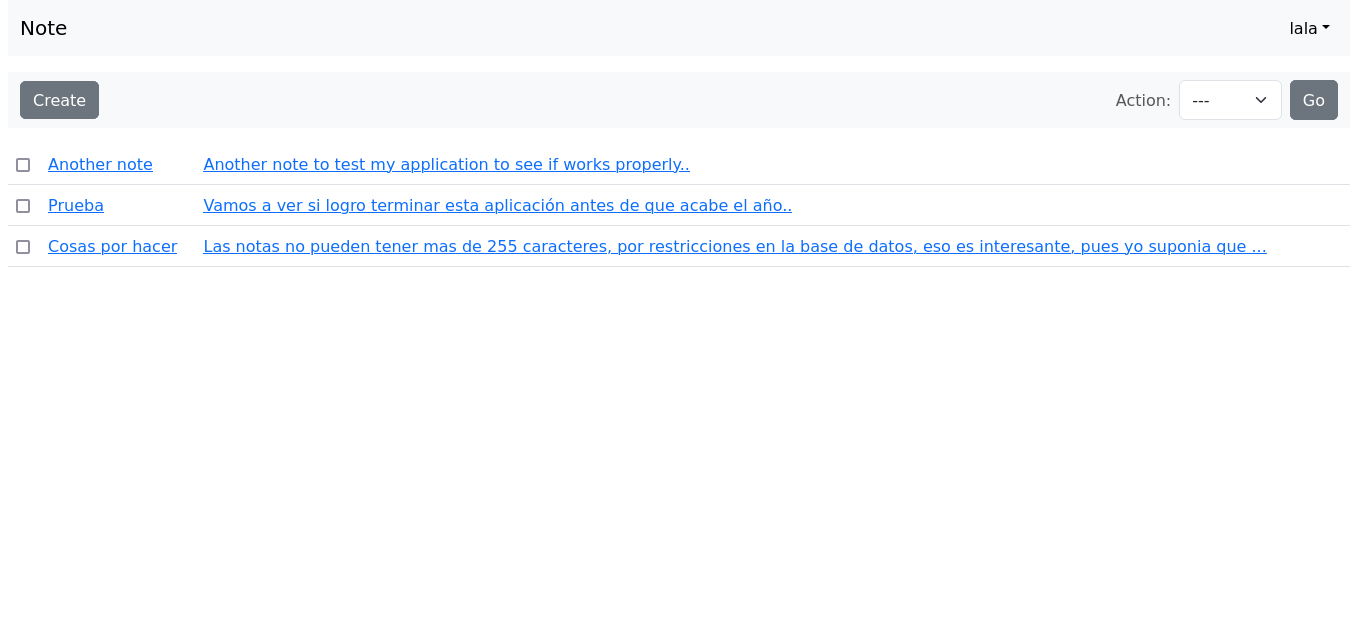 Note lala
Create Action: --- Go
Another note Another note to test my application to see if works properly..
Prueba Vamos a ver si logro terminar esta aplicación antes de que acabe el año..
Cosas por hacer Las notas no pueden tener mas de 255 caracteres, por restricciones en la base de datos, eso es interesante, pues yo suponia que ...